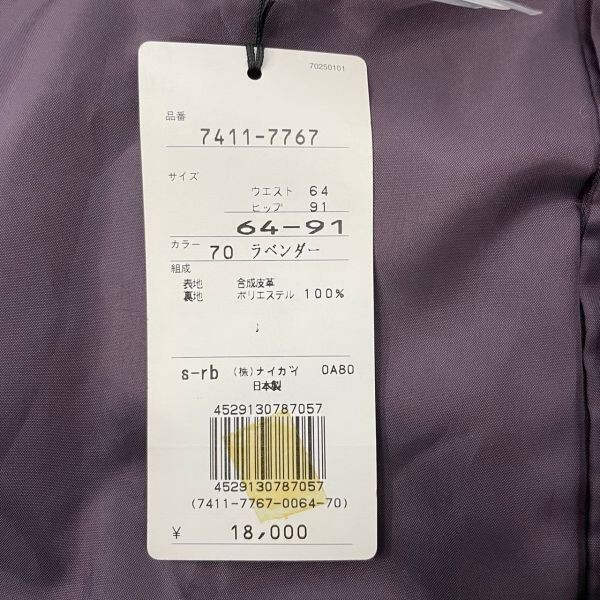 70250101
品番
7411-7767
サイズ
ウエスト 64
ヒップ 91
64-91
カラー 70 ラベンダー
組成
表地 合成皮革
裏地 ポリエステル 100%
♩
s-rb (株)ナイガイ 0A80
日本製
4529130787057
4529130787057
(7411-7767-0064-70)
¥ 18,000